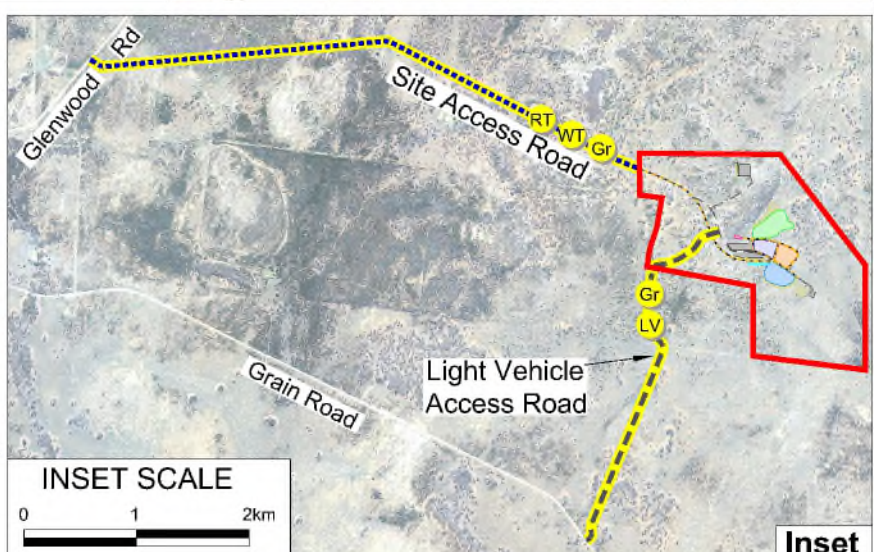 Glenwood Rd
Site Access Road
RT
WT
Gr
Gr
LV
Light Vehicle
Access Road
Grain Road
INSET SCALE
0 1 2km
Inset